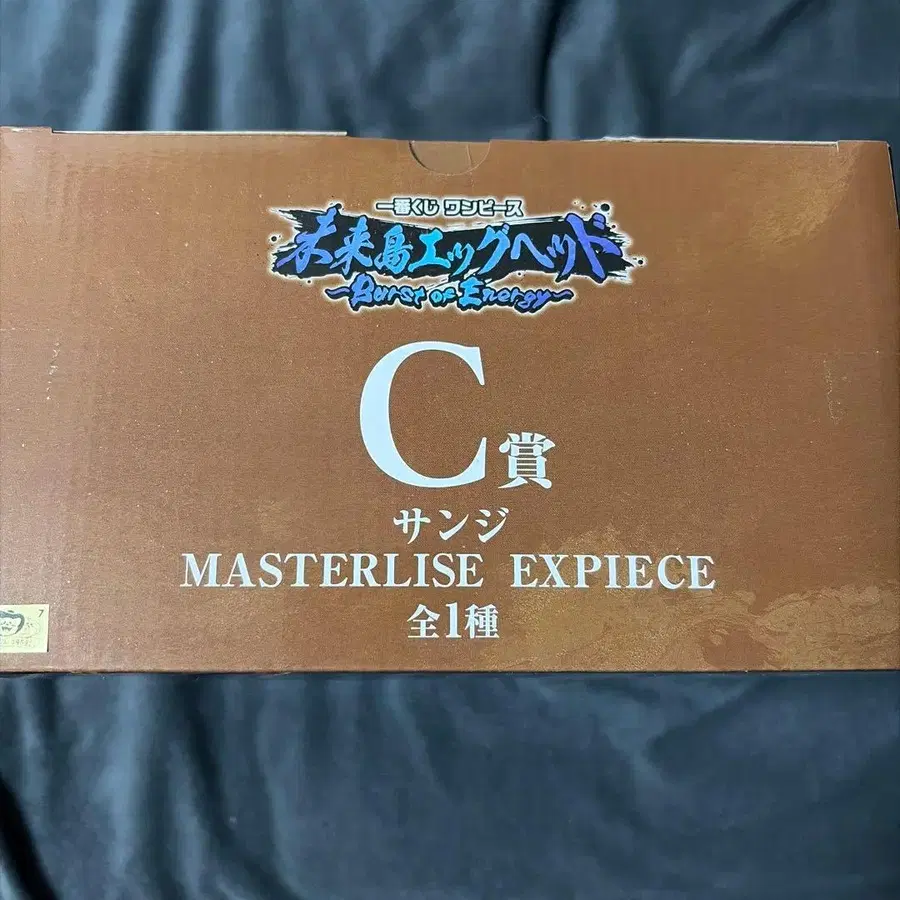 一番くじ ワンピース
未来島エッグヘッド
~Burst of Energy~
C賞
サンジ
MASTERLISE EXPIECE
全1種
7